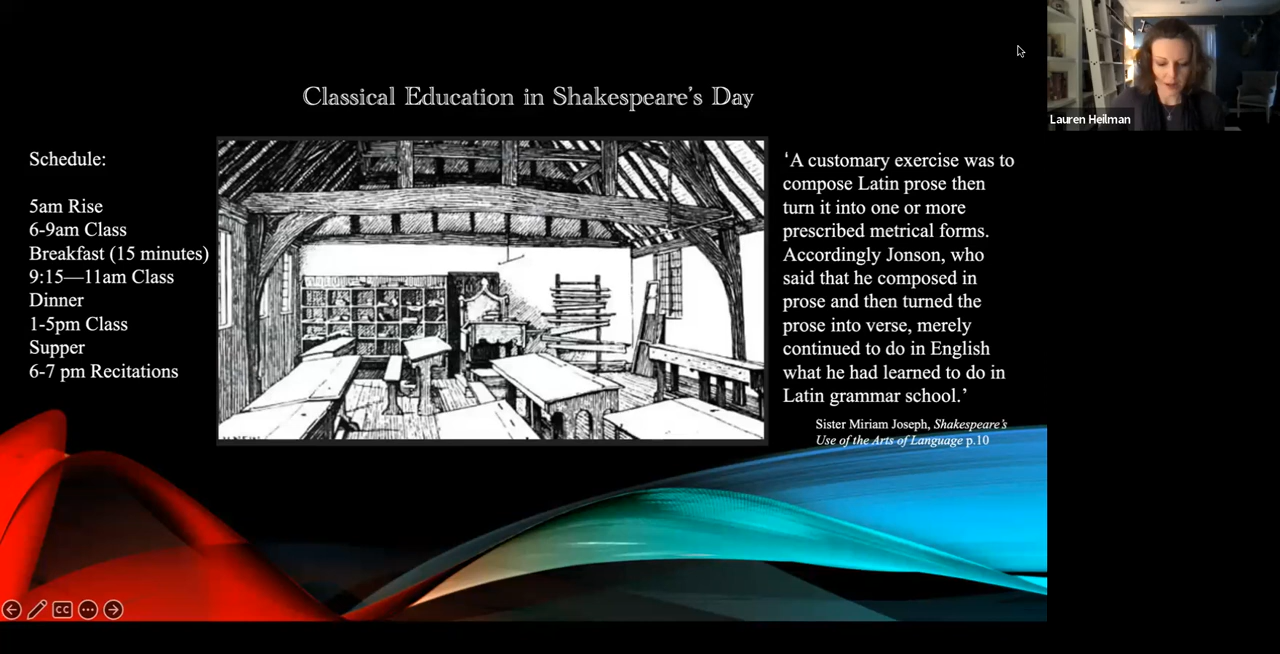 Classical Education in Shakespeare's Day
Schedule:
5am Rise
6-9am Class
Breakfast (15 minutes)
9:15—11am Class
Dinner
1-5pm Class
Supper
6-7 pm Recitations
‘A customary exercise was to
compose Latin prose then
turn it into one or more
prescribed metrical forms.
Accordingly Jonson, who
said that he composed in
prose and then turned the
prose into verse, merely
continued to do in English
what he had learned to do in
Latin grammar school.’
Sister Miriam Joseph, Shakespeare's
Use of the Arts of Language p.10
Lauren Heilman
CC